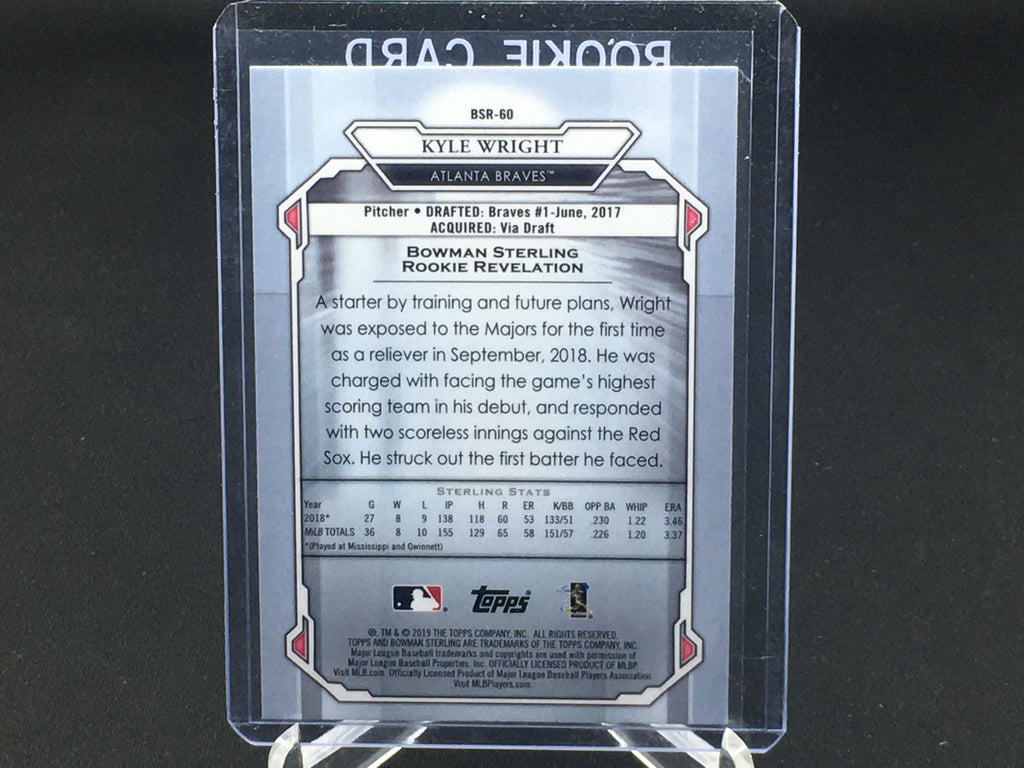 ROOKIE CARD
BSR-60
KYLE WRIGHT
ATLANTA BRAVES™
Pitcher • DRAFTED: Braves #1-June, 2017
ACQUIRED: Via Draft
BOWMAN STERLING
ROOKIE REVELATION
A starter by training and future plans, Wright
was exposed to the Majors for the first time
as a reliever in September, 2018. He was
charged with facing the game's highest
scoring team in his debut, and responded
with two scoreless innings against the Red
Sox. He struck out the first batter he faced.
STERLING STATS
Year G W L IP H R ER K/BB OPP BA WHIP ERA
2018* 27 8 9 138 118 60 53 133/51 .230 1.22 3.46
MiLB TOTALS 36 8 10 155 129 65 58 151/57 .226 1.20 3.37
*(Played at Mississippi and Gwinnett)
topps®
®, TM & © 2019 THE TOPPS COMPANY, INC. ALL RIGHTS RESERVED.
TOPPS AND BOWMAN STERLING ARE TRADEMARKS OF THE TOPPS COMPANY, INC.
Major League Baseball trademarks and copyrights are used with permission of
Major League Baseball Properties, Inc. OFFICIALLY LICENSED PRODUCT OF MLBP.
Visit MLB.com. Officially Licensed Product of Major League Baseball Players Association
Visit MLBPlayers.com.